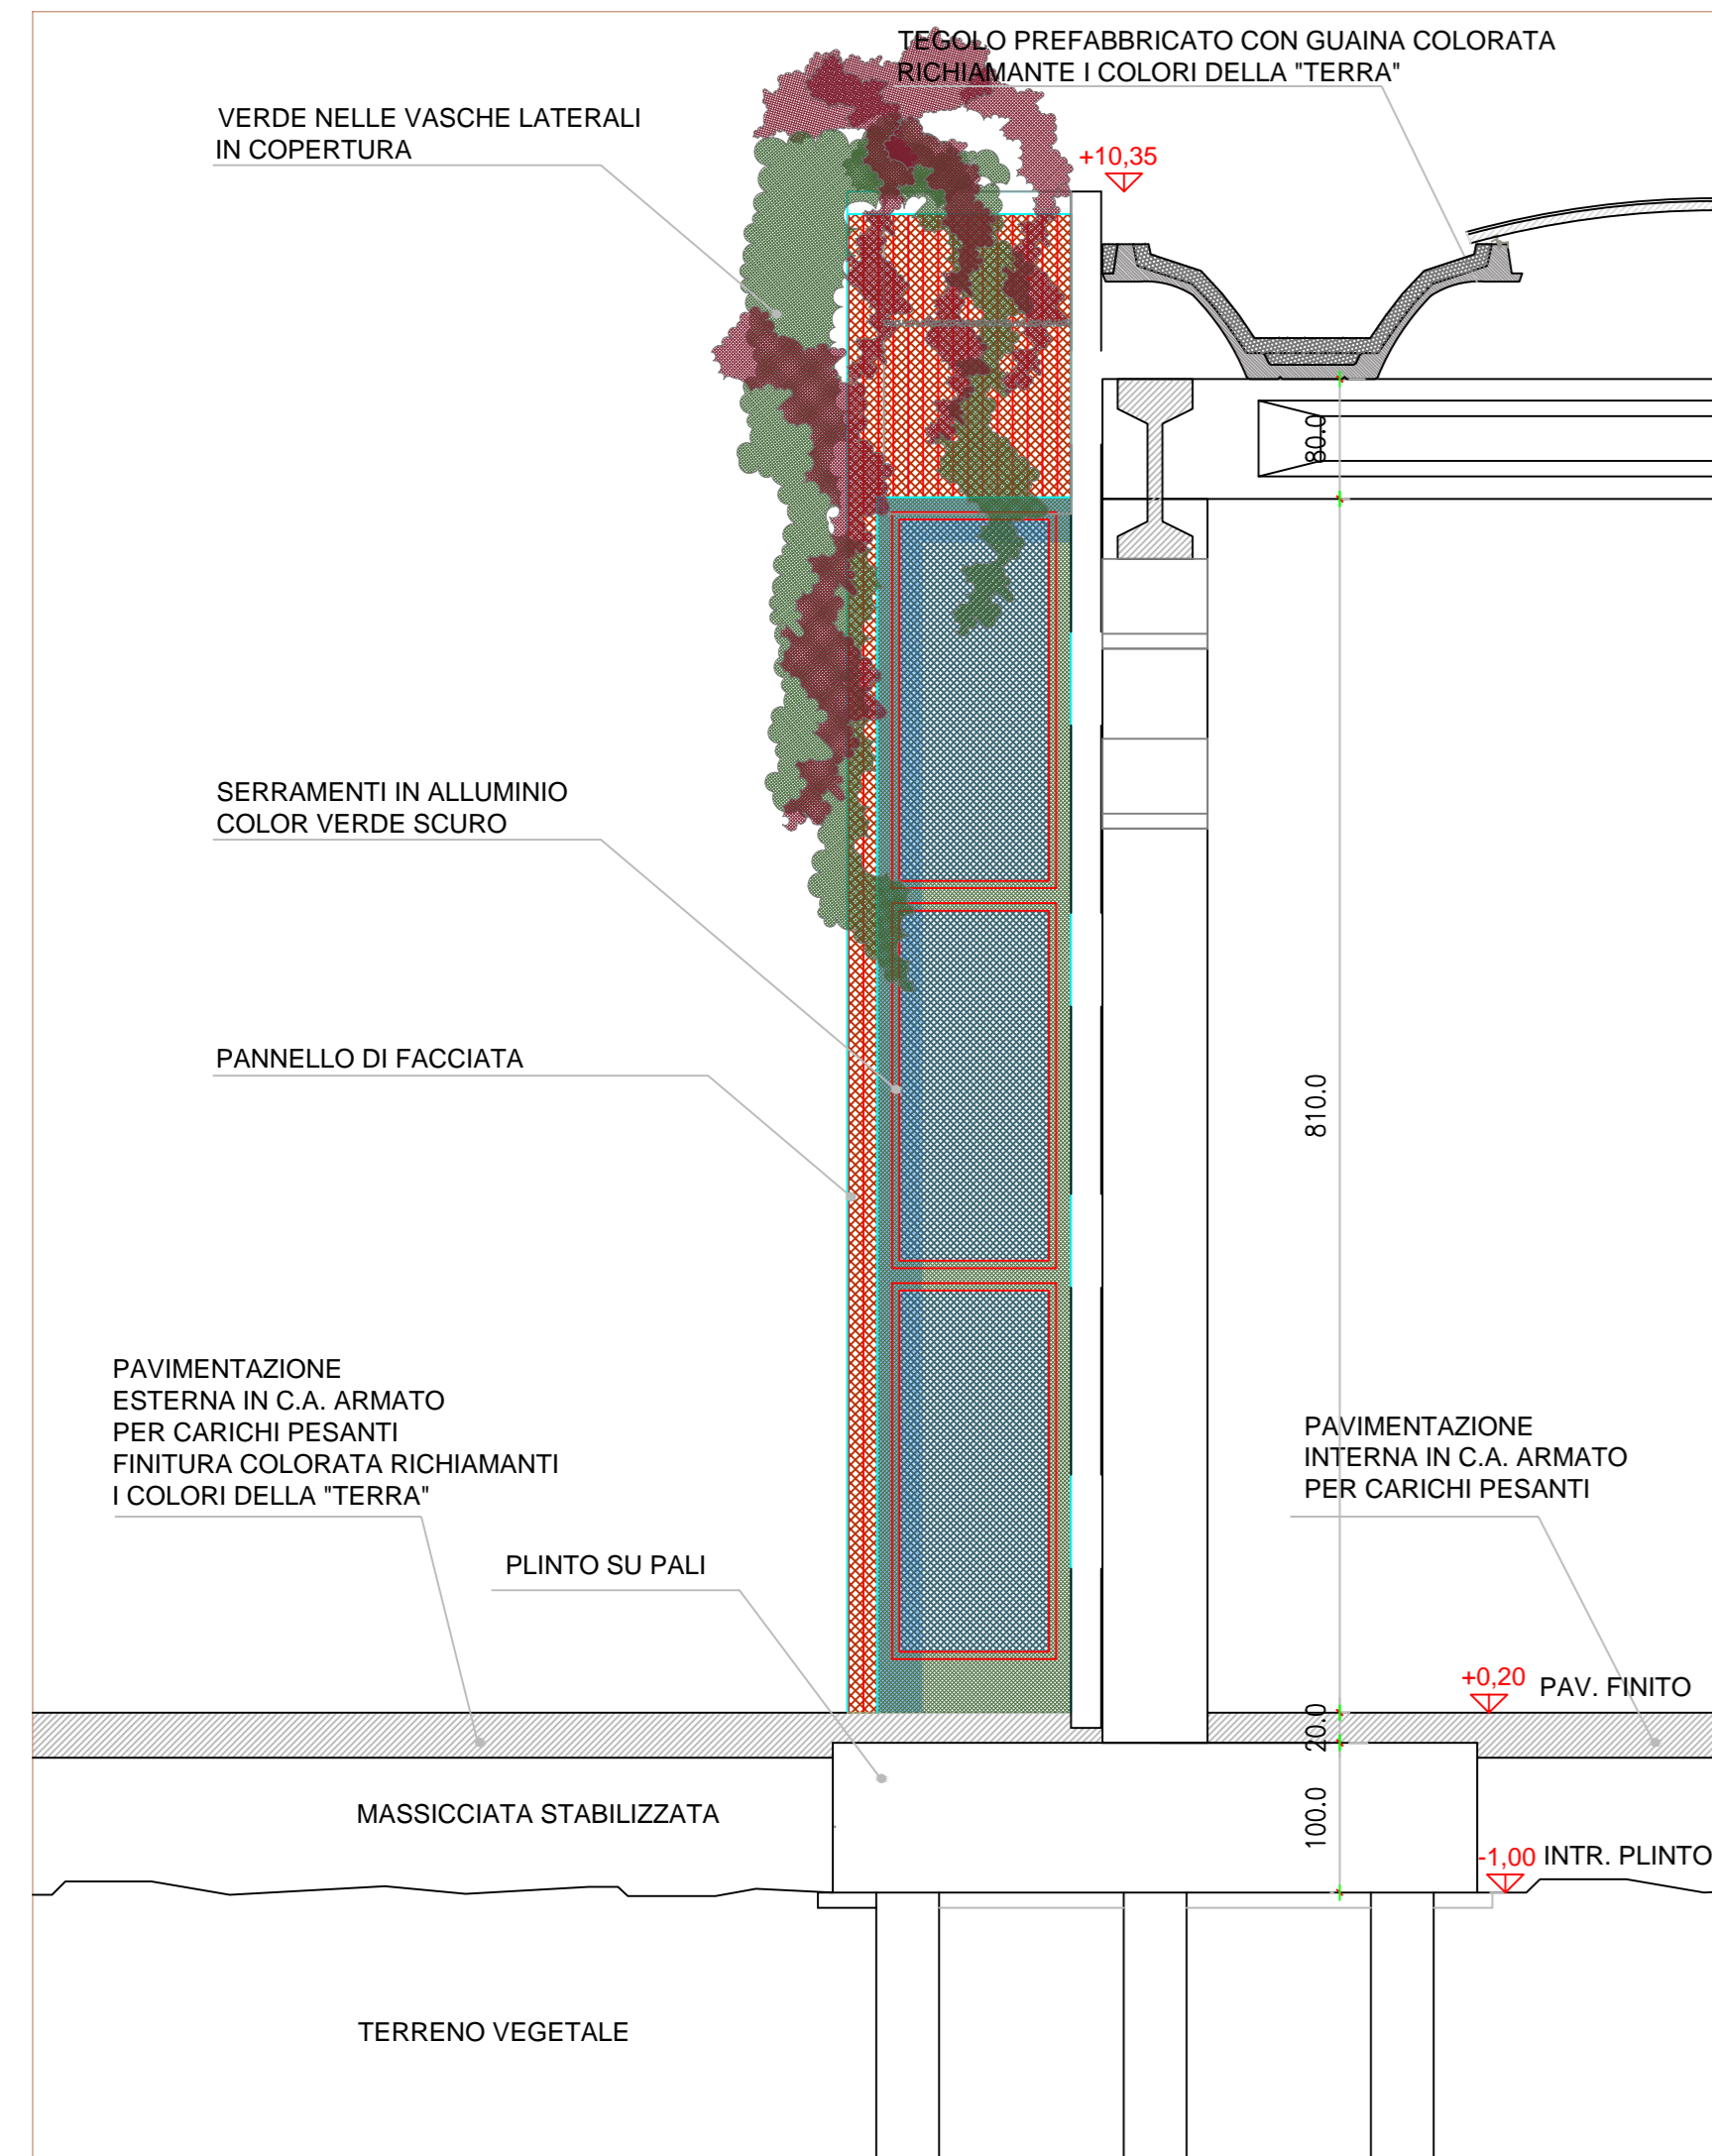 TEGOLO PREFABBRICATO CON GUAINA COLORATA
RICHIAMANTE I COLORI DELLA "TERRA"
VERDE NELLE VASCHE LATERALI
IN COPERTURA
+10,35
80.0
SERRAMENTI IN ALLUMINIO
COLOR VERDE SCURO
PANNELLO DI FACCIATA
810.0
PAVIMENTAZIONE
ESTERNA IN C.A. ARMATO
PER CARICHI PESANTI
FINITURA COLORATA RICHIAMANTI
I COLORI DELLA "TERRA"
PAVIMENTAZIONE
INTERNA IN C.A. ARMATO
PER CARICHI PESANTI
PLINTO SU PALI
+0,20 PAV. FINITO
20.0
MASSICCIATA STABILIZZATA
100.0
-1,00 INTR. PLINTO
TERRENO VEGETALE